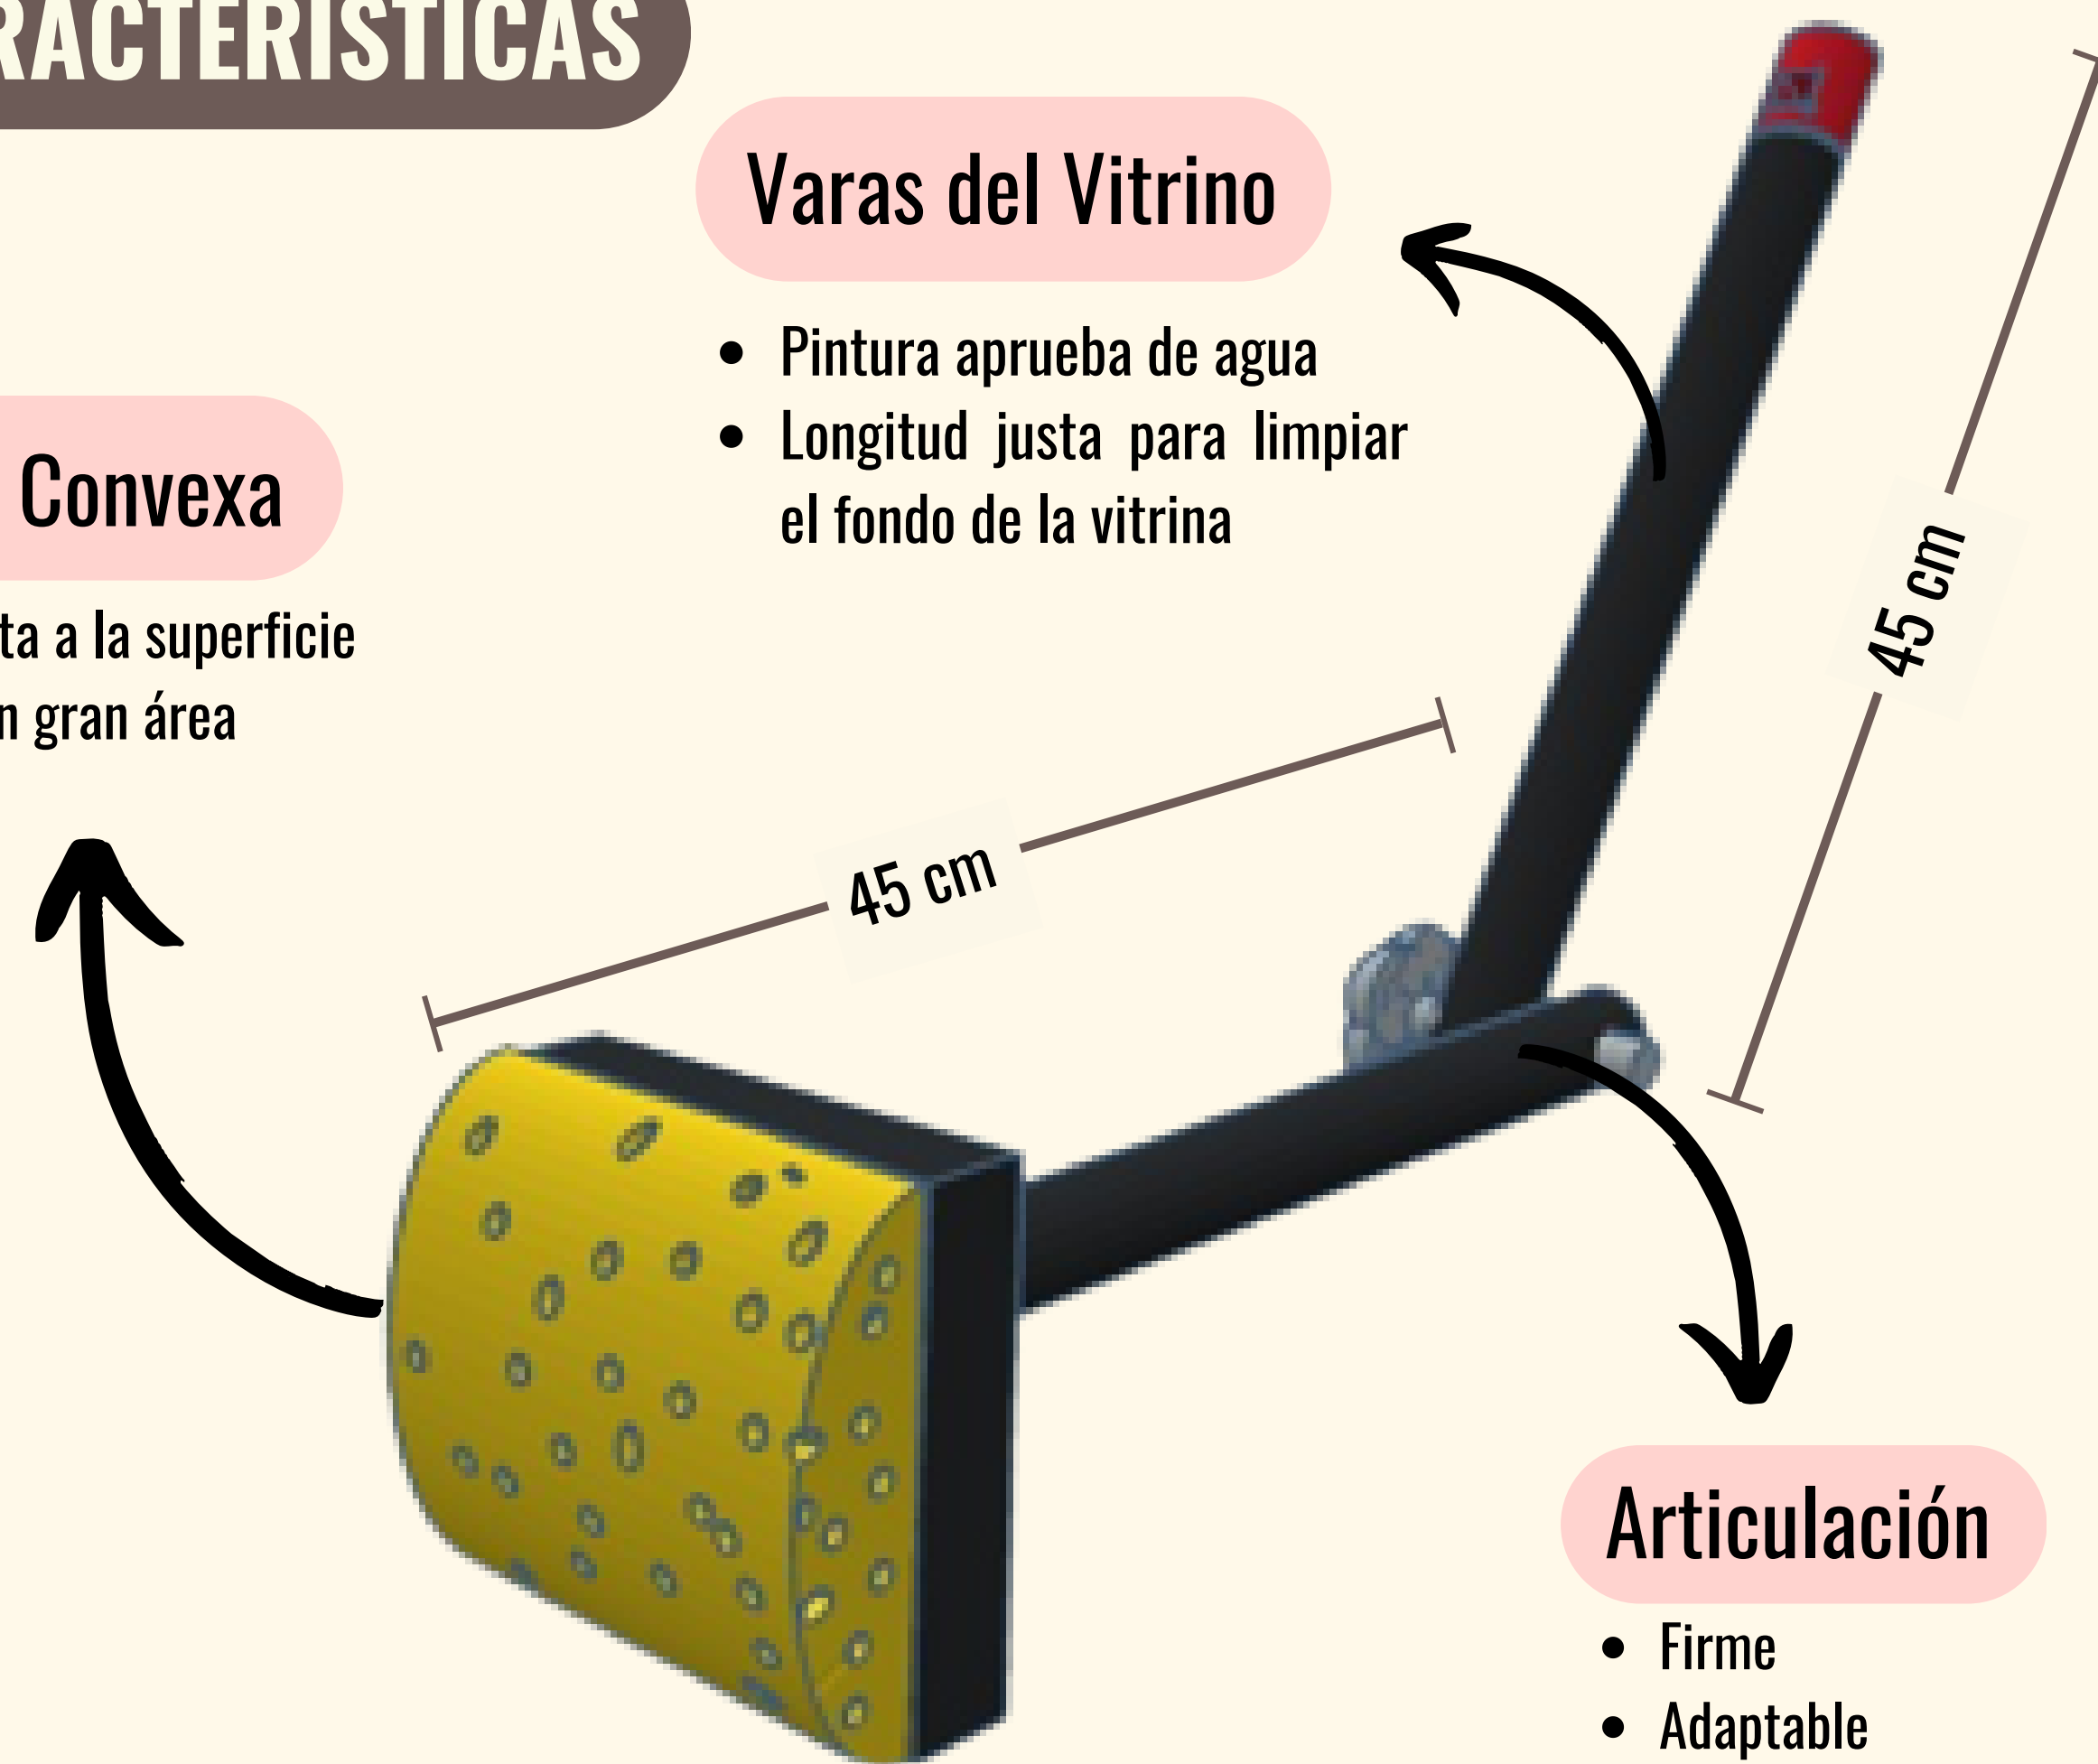 RACTERÍSTICAS
Varas del Vitrino
• Pintura aprueba de agua
• Longitud justa para limpiar
el fondo de la vitrina
Convexa
ta a la superficie
n gran área
45 cm
45 cm
Articulación
• Firme
• Adaptable